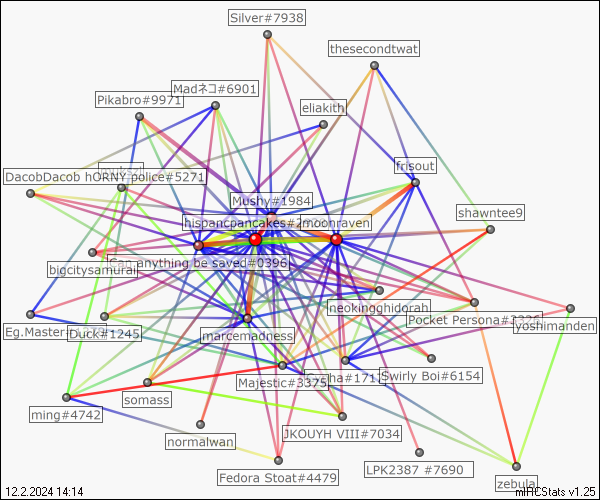 Silver#7938
thesecondtwat
Madネコ#6901
Pikabro#9971
eliakith
frisout
DacobDacob hORNY police#5271
Mushy#1984
shawntee9
hispancpancakes#2
moonraven
Can anything be saved#0396
bigcitysamurai
neokingghidorah
Pocket Persona#3326
yoshimanden
Eg.Master
Duck#1245
marcemadness
Majestic#3375
#171
Swirly Boi#6154
somass
ming#4742
JKOUYH VIII#7034
normalwan
Fedora Stoat#4479
LPK2387 #7690
zebula
12.2.2024 14:14
mIRCStats v1.25